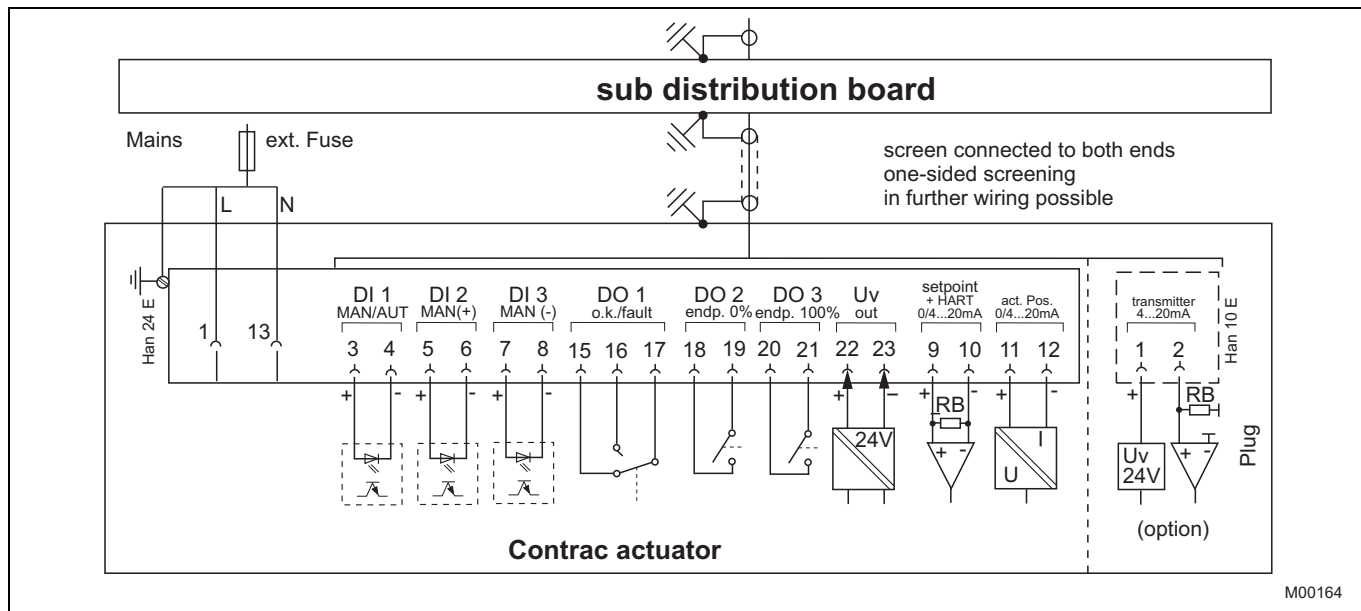 sub distribution board
Mains
ext. Fuse
screen connected to both ends
one-sided screening
in further wiring possible
L N
Han 24 E
1 13
DI 1 DI 2 DI 3 DO 1 DO 2 DO 3 Uv setpoint
MAN/AUT MAN(+) MAN (-) o.k./fault endp. 0% endp. 100% out + HART act. Pos. transmitter
0/4...20mA 0/4...20mA 4...20mA
Han 10 E
3 4 5 6 7 8 15 16 17 18 19 20 21 22 23 9 10 11 12 1 2
+ - + - + - + - + - + - +
RB RB
24V + - I U Uv 24V + -
Plug
(option)
Contrac actuator
M00164